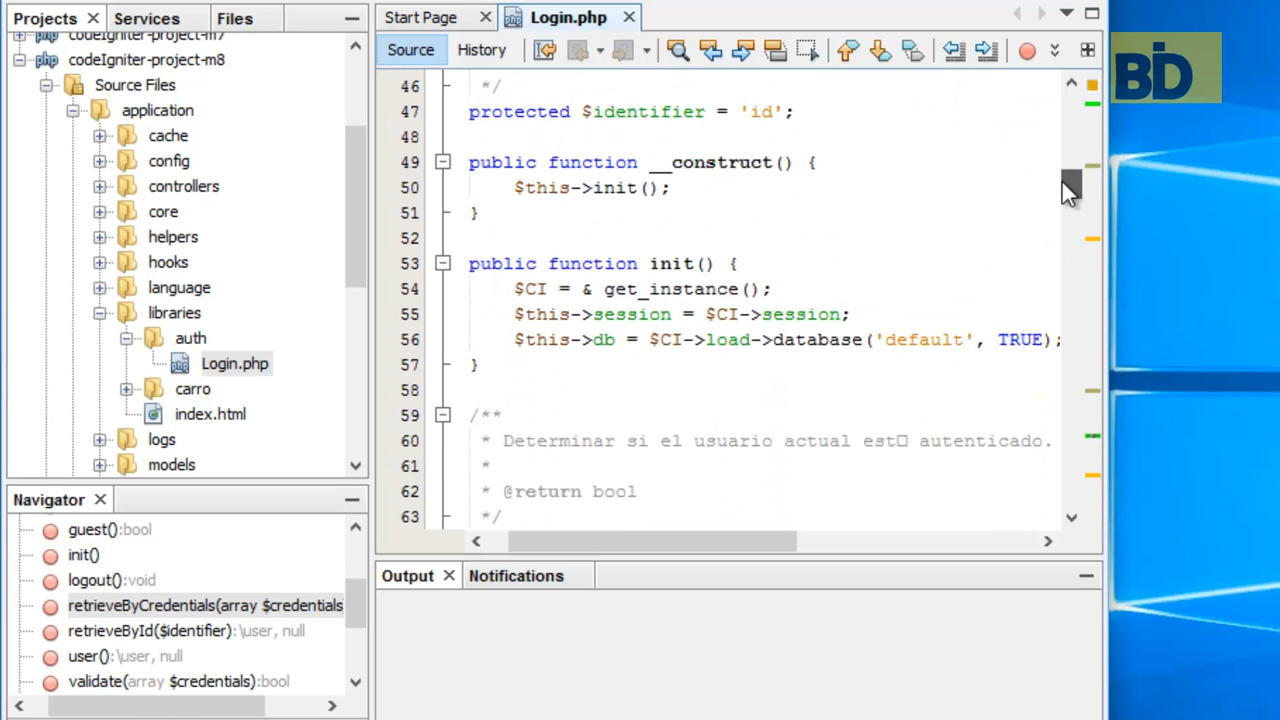 Projects
Services
Files
codeIgniter-project-m7
codeIgniter-project-m8
Source Files
application
cache
config
controllers
core
helpers
hooks
language
libraries
auth
Login.php
carro
index.html
logs
models
Navigator
guest():bool
init()
logout():void
retrieveByCredentials(array $credentials
retrieveById($identifier):\user, null
user():\user, null
validate(array $credentials):bool
Start Page
Login.php
Source
History
46 */
47 protected $identifier = 'id';
48
49 public function __construct() {
50 $this->init();
51 }
52
53 public function init() {
54 $CI = & get_instance();
55 $this->session = $CI->session;
56 $this->db = $CI->load->database('default', TRUE);
57 }
58
59 /**
60 * Determinar si el usuario actual est□ autenticado.
61 *
62 * @return bool
63 */
Output
Notifications
BID